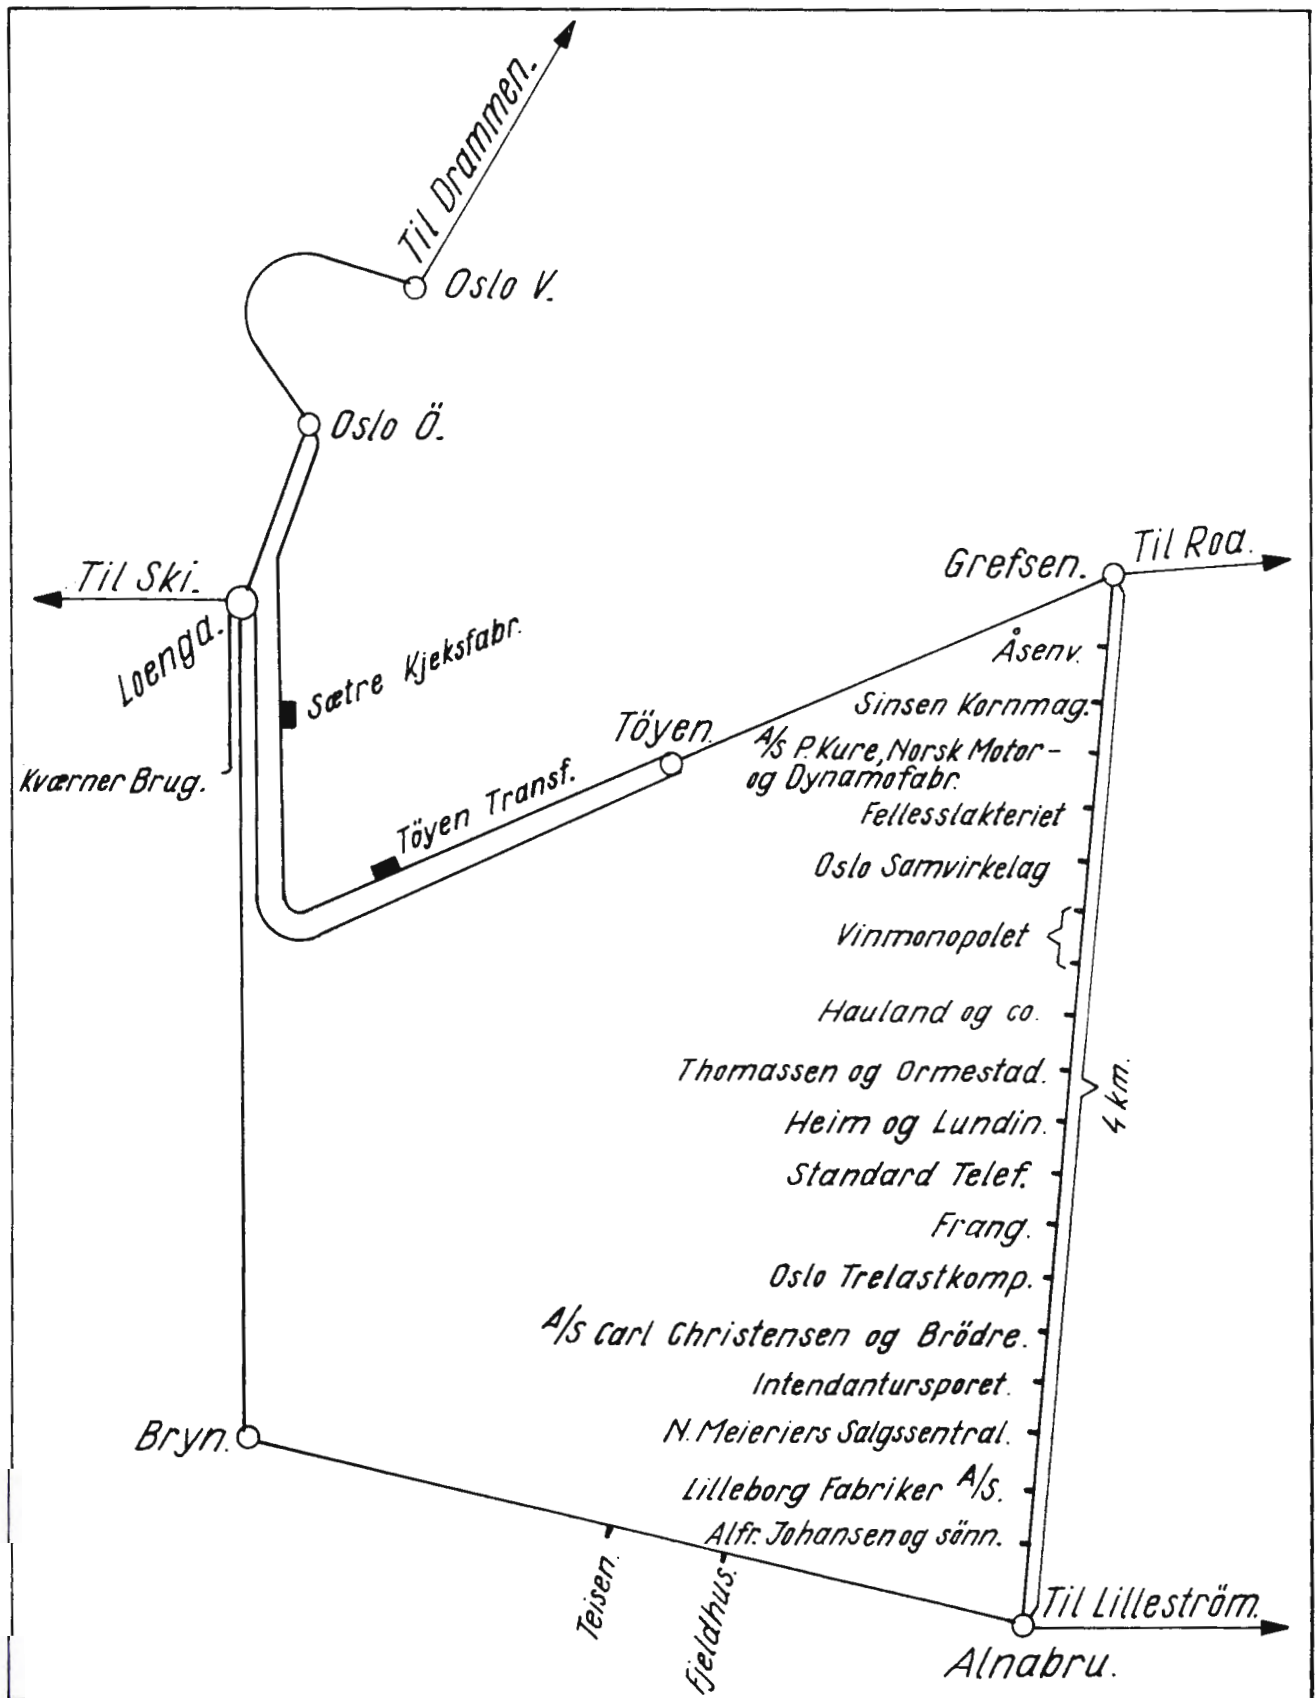 Til Drammen.
Oslo V.
Oslo Ö.
Til Ski.
Loenga.
Grefsen.
Til Roa.
Sætre Kjeksfabr.
Kværner Brug.
Töyen.
Töyen Transf.
Åsenv.
Sinsen Kornmag.
A/S P. Kure, Norsk Motor-
og Dynamofabr.
Fellesslakteriet
Oslo Samvirkelag
Vinmonopolet
Hauland og co.
Thomassen og Ormestad.
4 km.
Heim og Lundin.
Standard Telef.
Frang.
Oslo Trelastkomp.
A/S Carl Christensen og Brödre.
Intendantursporet.
N. Meieriers Salgssentral.
Lilleborg Fabriker A/S.
Alfr. Johansen og sönn.
Bryn.
Teisen.
Fjeldhus.
Til Lilleström.
Alnabru.